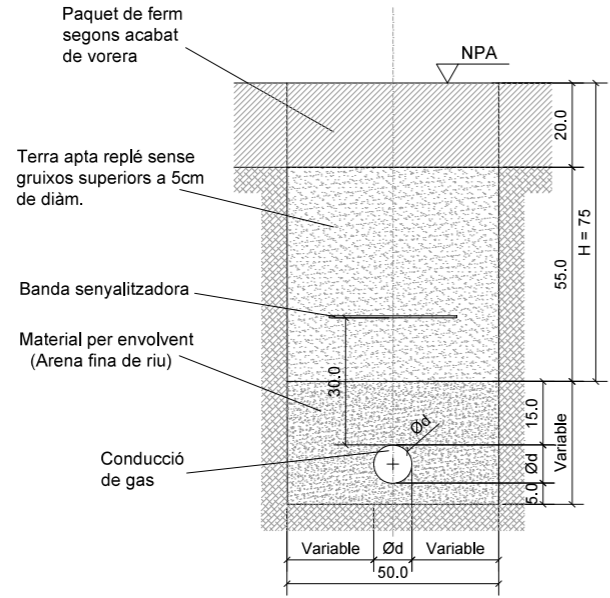 Paquet de ferm
segons acabat
de vorera
NPA
Terra apta replé sense
gruixos superiors a 5cm
de diàm.
Banda senyalitzadora
Material per envolvent
(Arena fina de riu)
Conducció
de gas
20.0
H = 75
55.0
30.0
15.0
Ød
Ød
Variable
5.0
Variable
Ød
Variable
50.0